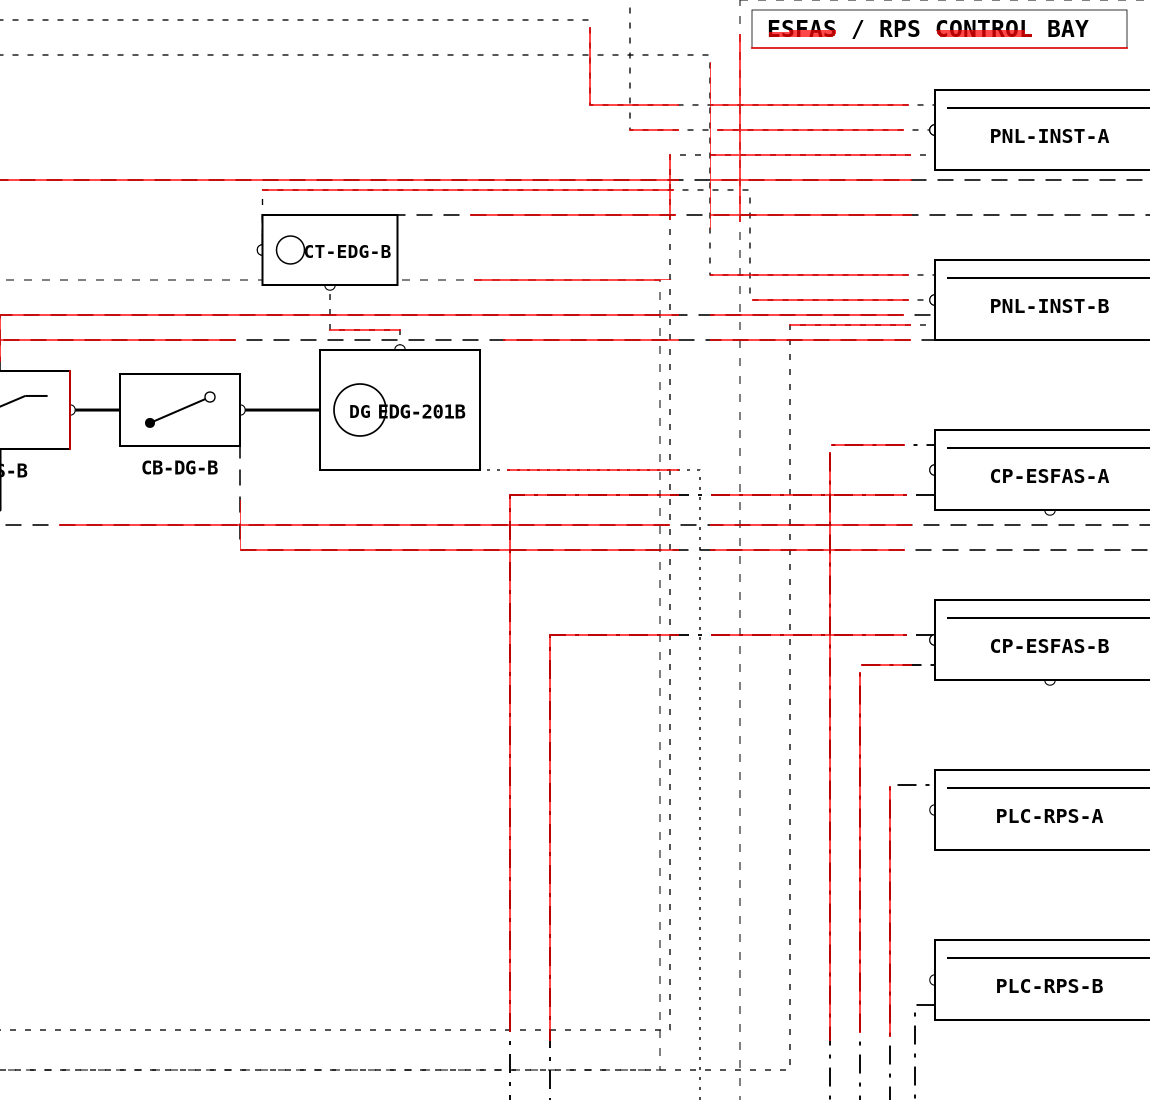 ESFAS / RPS CONTROL BAY
PNL-INST-A
CT-EDG-B
PNL-INST-B
DG EDG-201B
S-B
CB-DG-B
CP-ESFAS-A
CP-ESFAS-B
PLC-RPS-A
PLC-RPS-B